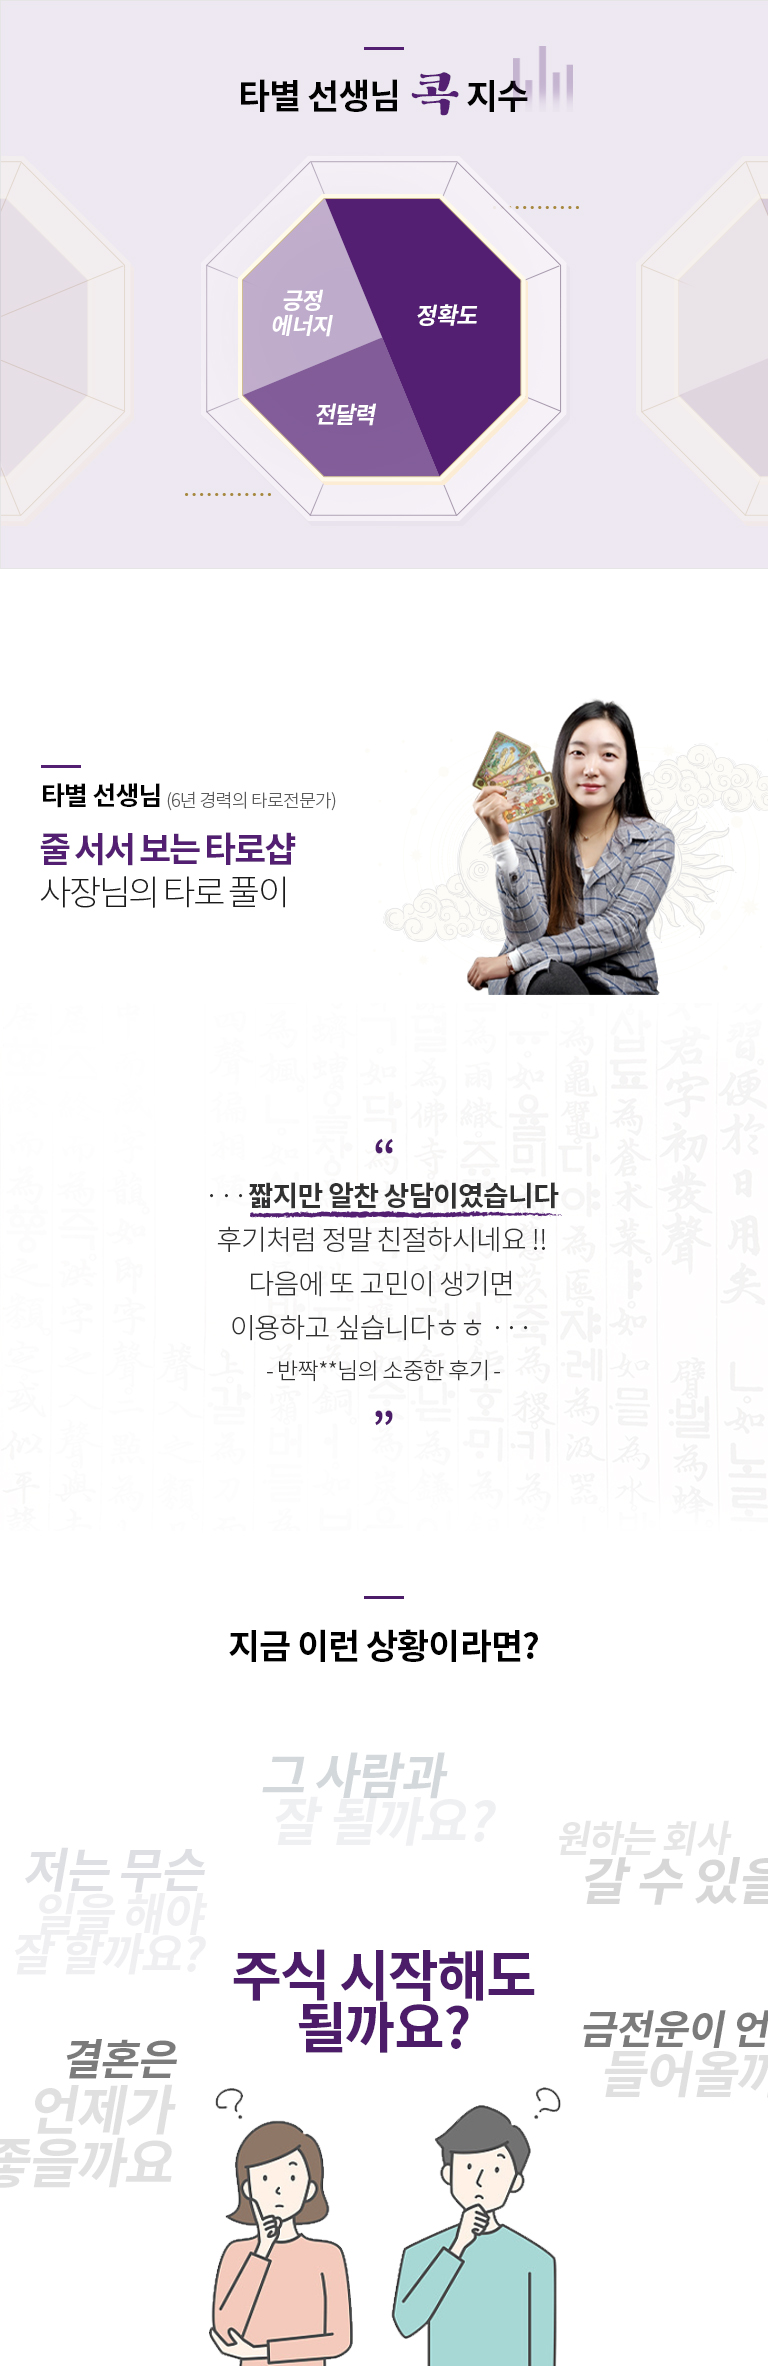 타별 선생님 콕 지수
긍정
에너지
정확도
전달력
타별 선생님 (6년 경력의 타로전문가)
줄 서서 보는 타로샵
사장님의 타로 풀이
“
···짧지만 알찬 상담이였습니다
후기처럼 정말 친절하시네요 !!
다음에 또 고민이 생기면
이용하고 싶습니다ㅎㅎ ···
- 반짝**님의 소중한 후기 -
”
지금 이런 상황이라면?
그 사람과
잘 될까요?
원하는 회사
갈 수 있을
저는 무슨
일을 해야
잘 할까요?
주식 시작해도
될까요?
금전운이 언
들어올까
결혼은
언제가
좋을까요